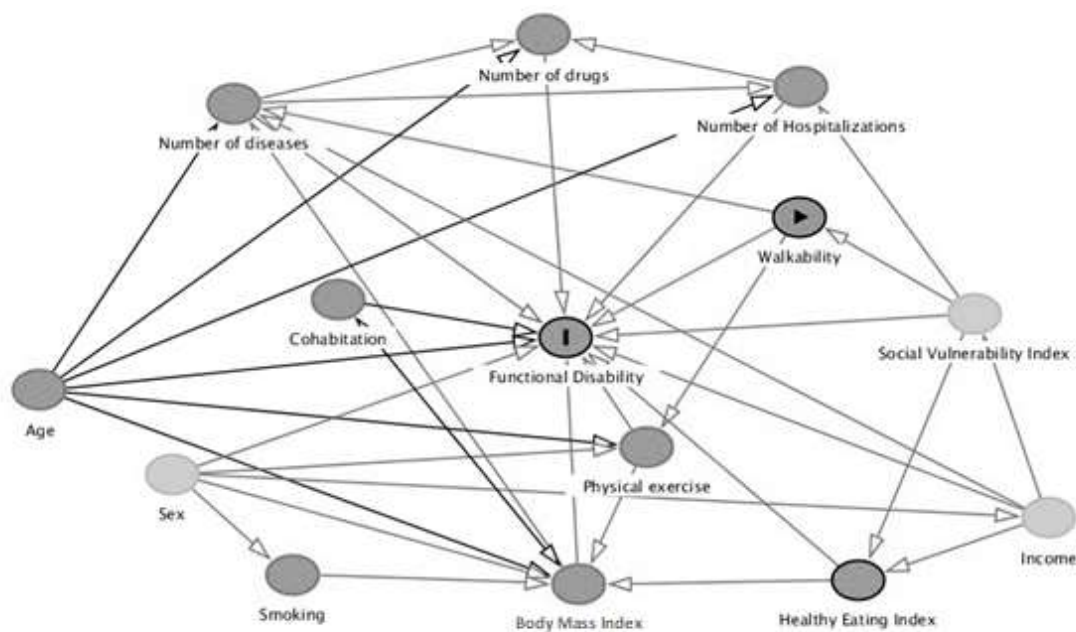 Number of drugs
Number of diseases
Number of Hospitalizations
Walkability
Cohabitation
Social Vulnerability Index
Functional Disability
Age
Physical exercise
Sex
Income
Smoking
Body Mass Index
Healthy Eating Index